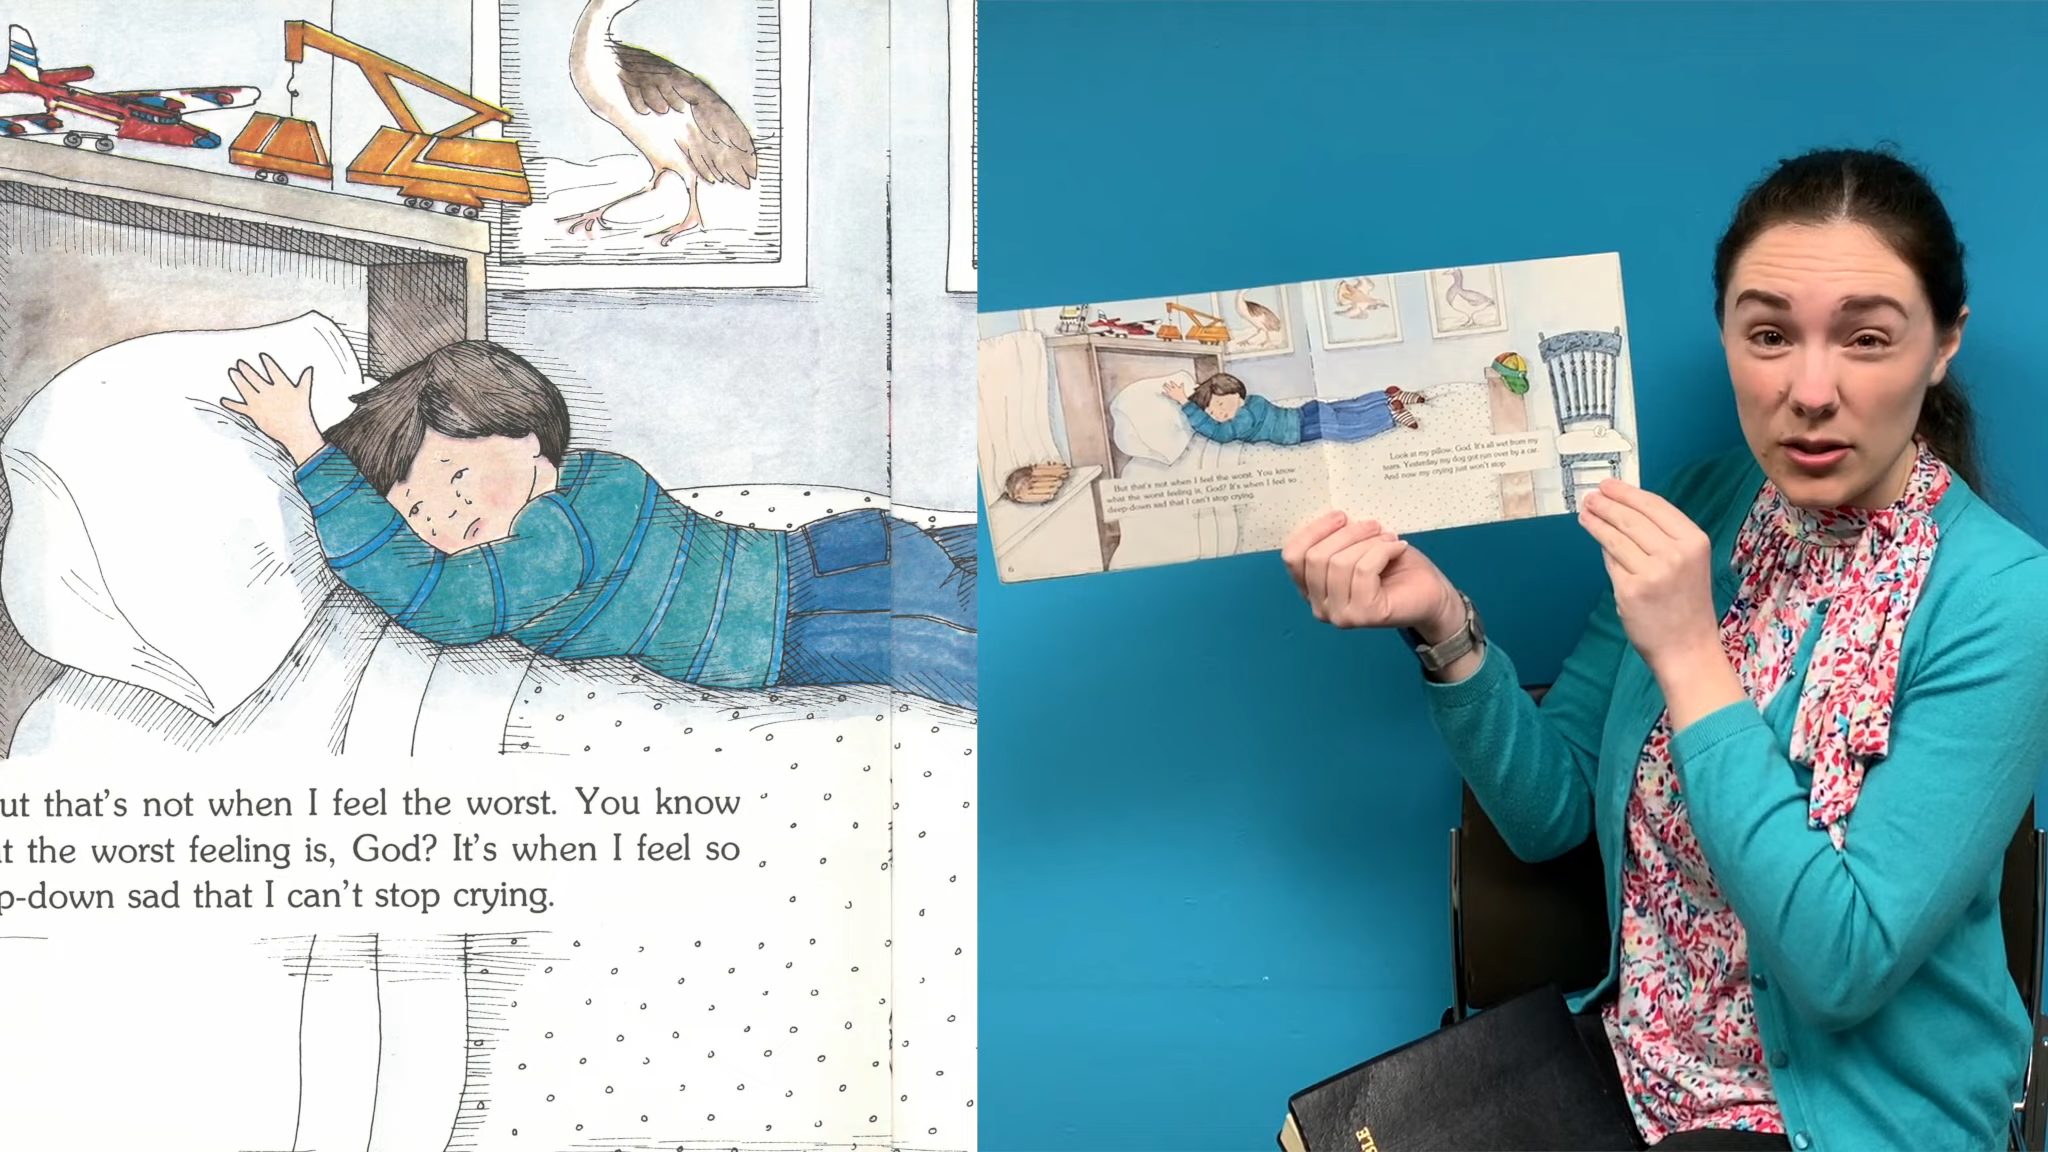 ut that's not when I feel the worst. You know
t the worst feeling is, God? It's when I feel so
p-down sad that I can't stop crying.
But that's not when I feel the worst. You know
what the worst feeling is, God? It's when I feel so
deep-down sad that I can't stop crying.
6
Look at my pillow, God. It's all wet from my
tears. Yesterday my dog got run over by a car.
And now my crying just won't stop.
BLE